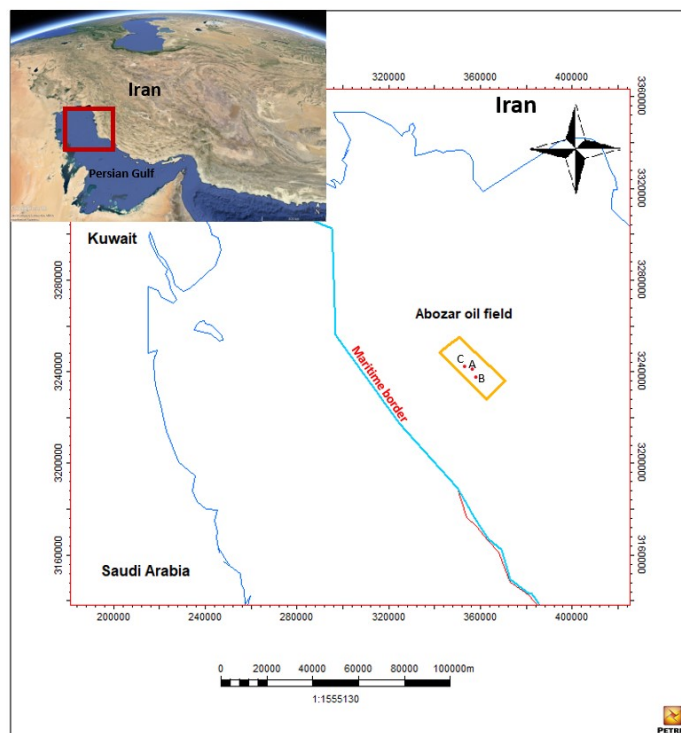 Iran
Persian Gulf
Iran
320000 360000 400000
3360000
3320000
3280000
3240000
3200000
3160000
Kuwait
3280000
3240000
3200000
3160000
Abozar oil field
C A
B
Maritime border
Saudi Arabia
200000 240000 280000 320000 360000 400000
0 20000 40000 60000 80000 100000m
1:1555130
PETRE